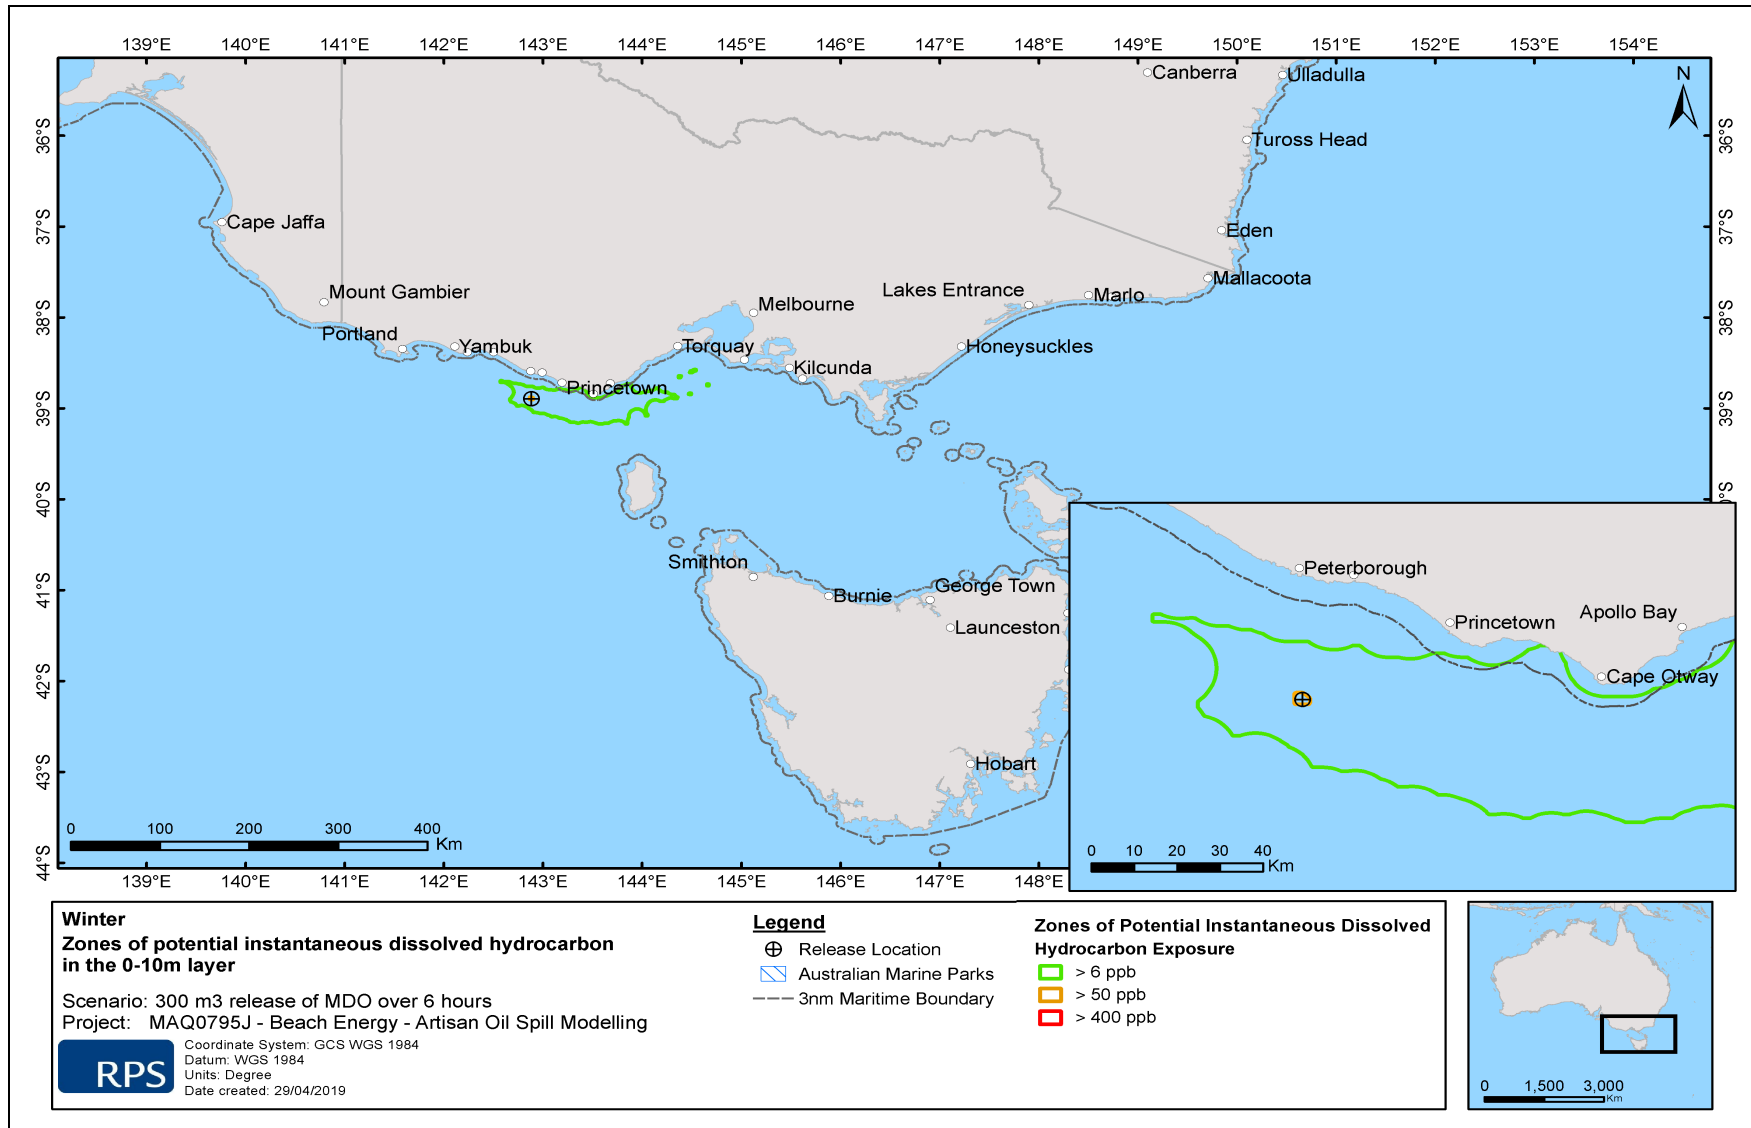 139°E 140°E 141°E 142°E 143°E 144°E 145°E 146°E 147°E 148°E 149°E 150°E 151°E 152°E 153°E 154°E
N
Canberra
Ulladulla
36°S
36°S
Tuross Head
37°S
37°S
Cape Jaffa
Eden
Mallacoota
Mount Gambier
Lakes Entrance
Marlo
Melbourne
38°S
38°S
Portland
Yambuk
Torquay
Honeysuckles
Kilcunda
Princetown
39°S
39°S
40°S
0°S
Smithton
41°S
Burnie
George Town
Launceston
42°S
43°S
Hobart
44°S
0 100 200 300 400
Km
139°E 140°E 141°E 142°E 143°E 144°E 145°E 146°E 147°E 148°E
Peterborough
Princetown
Apollo Bay
Cape Otway
0 10 20 30 40
Km
Winter
Zones of potential instantaneous dissolved hydrocarbon
in the 0-10m layer
Scenario: 300 m3 release of MDO over 6 hours
Project: MAQ0795J - Beach Energy - Artisan Oil Spill Modelling
RPS
Coordinate System: GCS WGS 1984
Datum: WGS 1984
Units: Degree
Date created: 29/04/2019
Legend
Release Location
Australian Marine Parks
3nm Maritime Boundary
Zones of Potential Instantaneous Dissolved
Hydrocarbon Exposure
> 6 ppb
> 50 ppb
> 400 ppb
0 1,500 3,000
Km